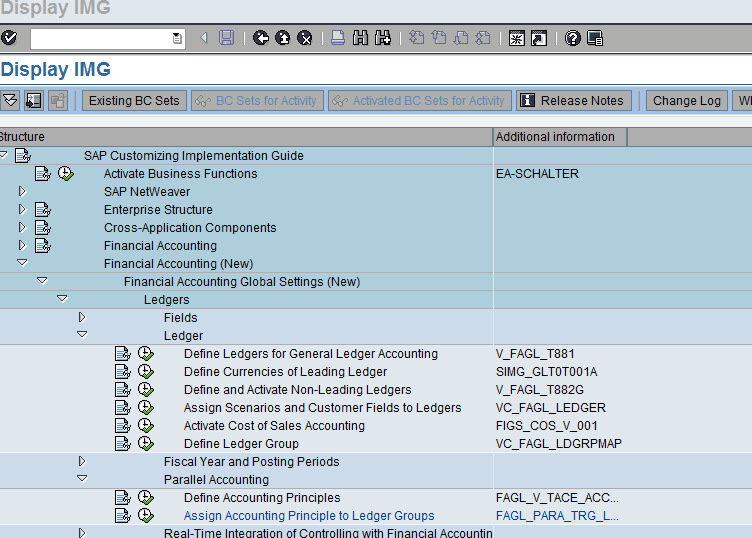 Display IMG
Display IMG
Existing BC Sets BC Sets for Activity Activated BC Sets for Activity Release Notes Change Log
Structure Additional information
SAP Customizing Implementation Guide
Activate Business Functions EA-SCHALTER
SAP NetWeaver
Enterprise Structure
Cross-Application Components
Financial Accounting
Financial Accounting (New)
Financial Accounting Global Settings (New)
Ledgers
Fields
Ledger
Define Ledgers for General Ledger Accounting V_FAGL_T881
Define Currencies of Leading Ledger SIMG_GLT0T001A
Define and Activate Non-Leading Ledgers V_FAGL_T882G
Assign Scenarios and Customer Fields to Ledgers VC_FAGL_LEDGER
Activate Cost of Sales Accounting FIGS_COS_V_001
Define Ledger Group VC_FAGL_LDGRPMAP
Fiscal Year and Posting Periods
Parallel Accounting
Define Accounting Principles FAGL_V_TACE_ACC...
Assign Accounting Principle to Ledger Groups FAGL_PARA_TRG_L...
Real-Time Integration of Controlling with Financial Accountin